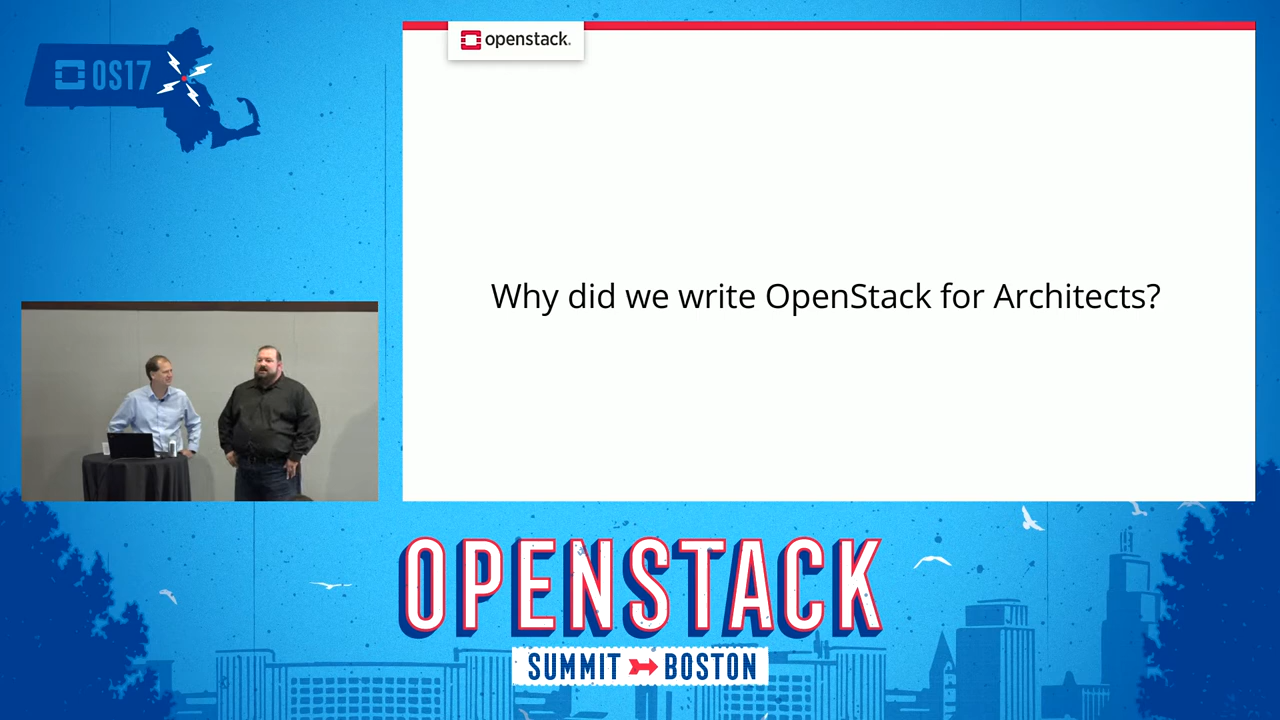 OS17
openstack.
Why did we write OpenStack for Architects?
OPENSTACK
SUMMIT BOSTON